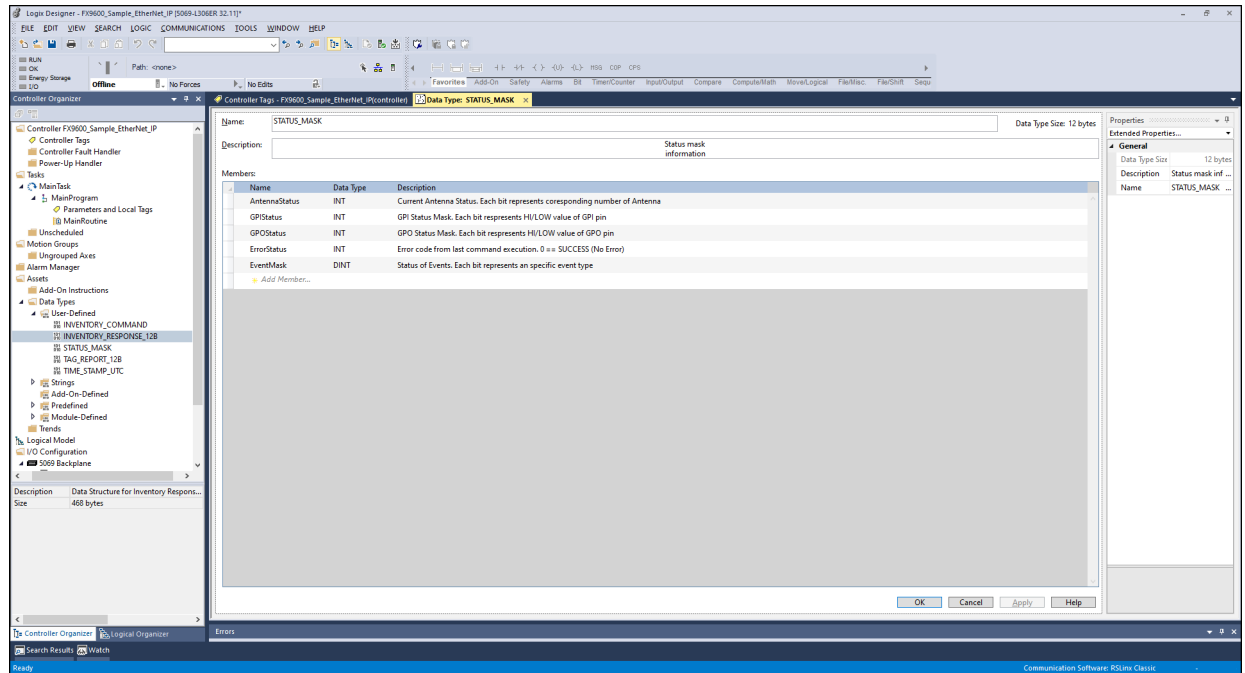 Logix Designer - FX9600_Sample_EtherNet_IP [5069-L306ER 32.11]*
FILE EDIT VIEW SEARCH LOGIC COMMUNICATIONS TOOLS WINDOW HELP
RUN
OK
Energy Storage
I/O
Path: <none>
Offline No Forces No Edits
MSG COP CPS
Favorites Add-On Safety Alarms Bit Timer/Counter Input/Output Compare Compute/Math Move/Logical File/Misc. File/Shift Sequ
Controller Organizer
Controller Tags - FX9600_Sample_EtherNet_IP(controller) Data Type: STATUS_MASK ×
Controller FX9600_Sample_EtherNet_IP
Controller Tags
Controller Fault Handler
Power-Up Handler
Tasks
MainTask
MainProgram
Parameters and Local Tags
MainRoutine
Unscheduled
Motion Groups
Ungrouped Axes
Alarm Manager
Assets
Add-On Instructions
Data Types
User-Defined
INVENTORY_COMMAND
INVENTORY_RESPONSE_12B
STATUS_MASK
TAG_REPORT_12B
TIME_STAMP_UTC
Strings
Add-On-Defined
Predefined
Module-Defined
Trends
Logical Model
I/O Configuration
5069 Backplane
Description Data Structure for Inventory Respons...
Size 468 bytes
Controller Organizer Logical Organizer
Name: STATUS_MASK Data Type Size: 12 bytes
Description: Status mask
information
Members:
Name Data Type Description
AntennaStatus INT Current Antenna Status. Each bit represents coresponding number of Antenna
GPIStatus INT GPI Status Mask. Each bit respresents HI/LOW value of GPI pin
GPOStatus INT GPO Status Mask. Each bit respresents HI/LOW value of GPO pin
ErrorStatus INT Error code from last command execution. 0 == SUCCESS (No Error)
EventMask DINT Status of Events. Each bit represents an specific event type
Add Member...
OK Cancel Apply Help
Properties
Extended Properties...
General
Data Type Size 12 bytes
Description Status mask inf ...
Name STATUS_MASK ...
Errors
Search Results Watch
Ready Communication Software: RSLinx Classic